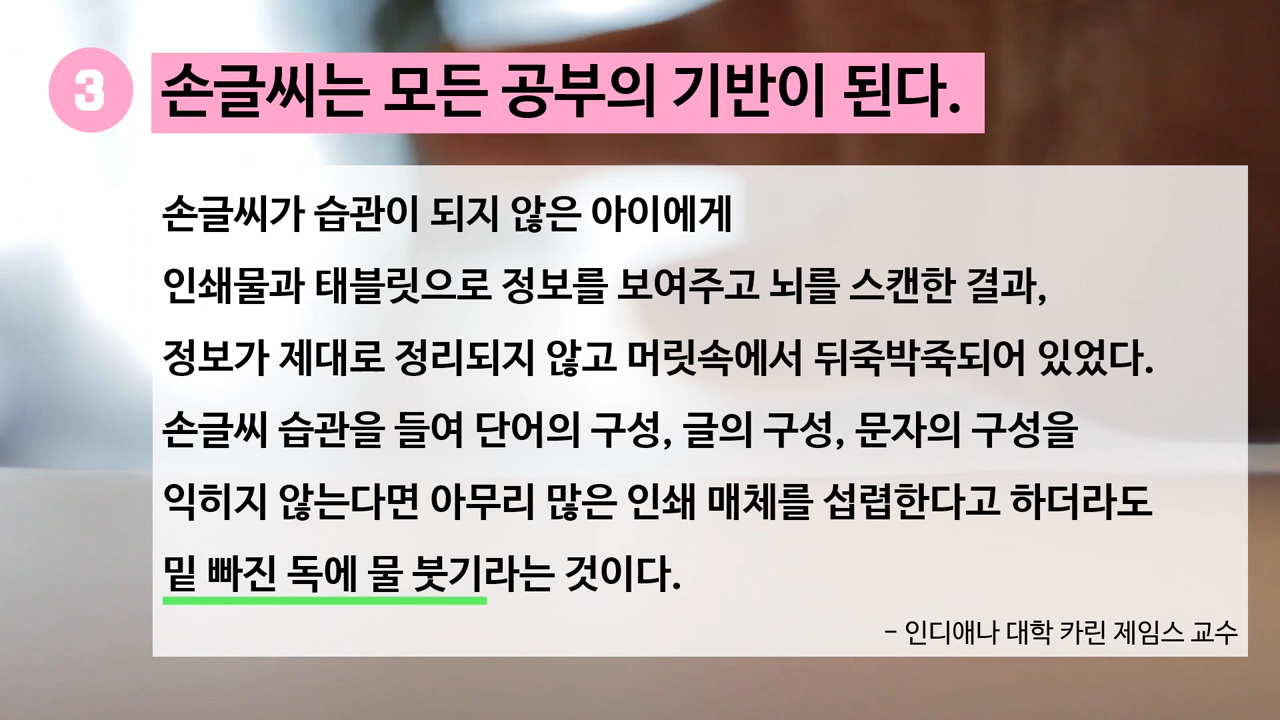 3 손글씨는 모든 공부의 기반이 된다.
손글씨가 습관이 되지 않은 아이에게
인쇄물과 태블릿으로 정보를 보여주고 뇌를 스캔한 결과,
정보가 제대로 정리되지 않고 머릿속에서 뒤죽박죽되어 있었다.
손글씨 습관을 들여 단어의 구성, 글의 구성, 문자의 구성을
익히지 않는다면 아무리 많은 인쇄 매체를 섭렵한다고 하더라도
밑 빠진 독에 물 붓기라는 것이다.
- 인디애나 대학 카린 제임스 교수